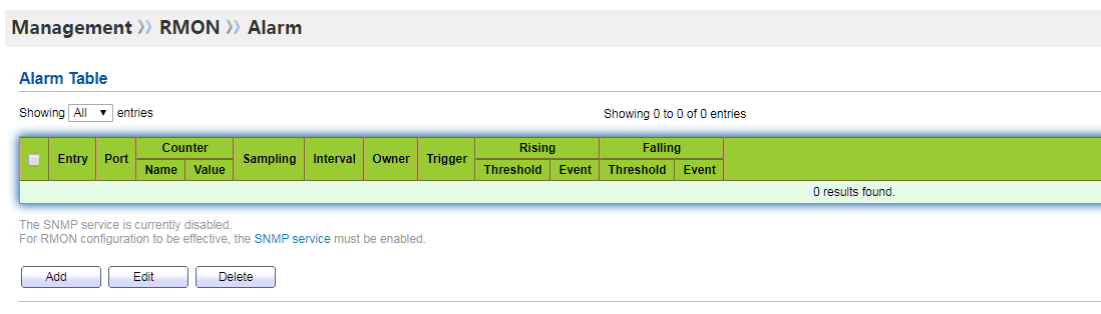 Management » RMON » Alarm
Alarm Table
Showing All ▼ entries Showing 0 to 0 of 0 entries
Entry Port Counter Sampling Interval Owner Trigger Rising Falling
Name Value Threshold Event Threshold Event
0 results found.
The SNMP service is currently disabled.
For RMON configuration to be effective, the SNMP service must be enabled.
Add Edit Delete